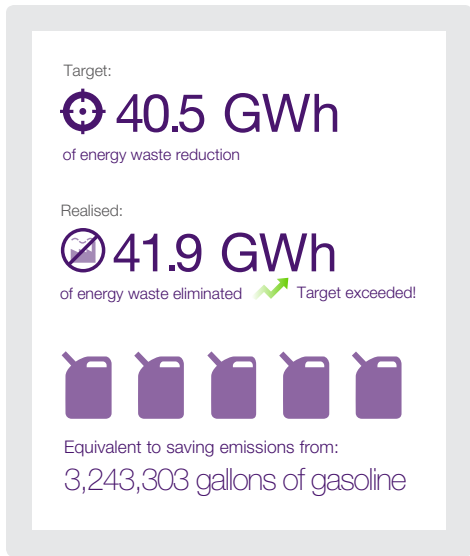 Target:
40.5 GWh
of energy waste reduction
Realised:
41.9 GWh
of energy waste eliminated
Target exceeded!
Equivalent to saving emissions from:
3,243,303 gallons of gasoline